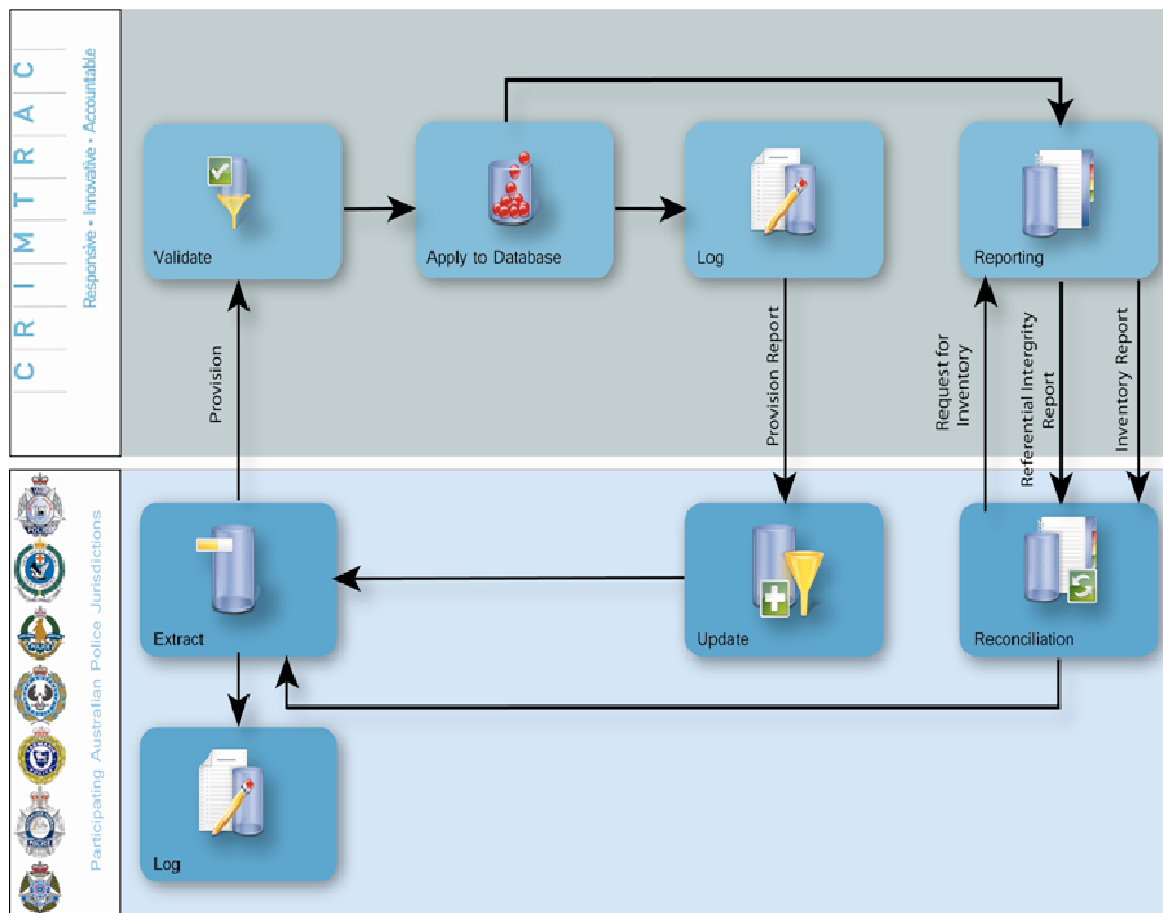 CRIMTRAC
Responsive • Innovative • Accountable
Validate
Apply to Database
Log
Reporting
Provision
Provision Report
Request for
Inventory
Referential Intergrity
Report
Inventory Report
Participating Australian Police Jurisdictions
Extract
Update
Reconciliation
Log